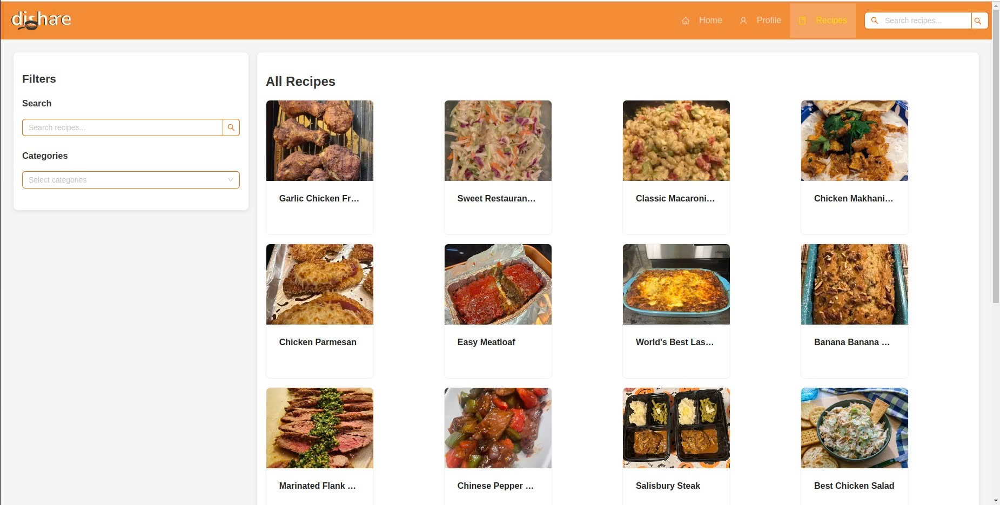 dishare
Home Profile Recipes Search recipes...
Filters
Search
Search recipes...
Categories
Select categories
All Recipes
Garlic Chicken Fr... Sweet Restauran... Classic Macaroni... Chicken Makhani...
Chicken Parmesan Easy Meatloaf World's Best Las... Banana Banana ...
Marinated Flank ... Chinese Pepper ... Salisbury Steak Best Chicken Salad